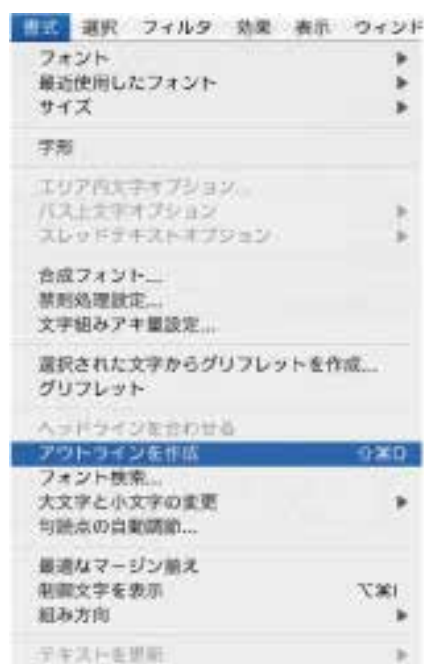 書式 選択 フィルタ 効果 表示 ウィンド
フォント
最近使用したフォント
サイズ
字形
エリア内文字オプション...
パス上文字オプション
スレッドテキストオプション
合成フォント...
禁則処理設定...
文字組みアキ量設定...
選択された文字からグリフレットを作成...
グリフレット
ヘッドラインを合わせる
アウトラインを作成 ⇧⌘O
フォント検索...
大文字と小文字の変更
句読点の自動調節...
最適なマージン揃え
制御文字を表示 ⌥⌘I
組み方向
テキストを更新